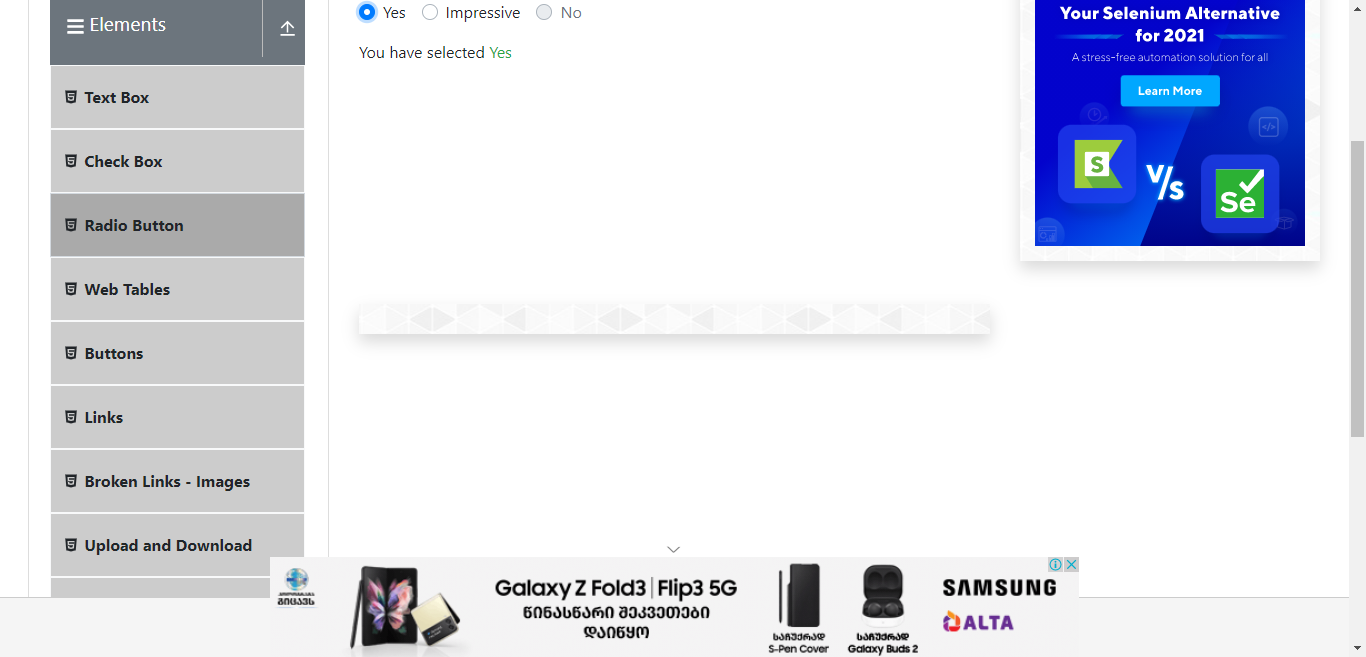 Elements
Text Box
Check Box
Radio Button
Web Tables
Buttons
Links
Broken Links - Images
Upload and Download
Yes Impressive No
You have selected Yes
Your Selenium Alternative
for 2021
A stress-free automation solution for all
Learn More
S V/S Se
Galaxy Z Fold3 | Flip3 5G
წინასწარი შეკვეთები
დაიწყო
საჩუქრად
S-Pen Cover
საჩუქრად
Galaxy Buds 2
SAMSUNG
ALTA